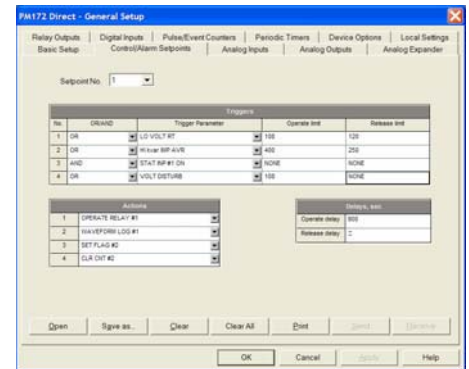 PM172 Direct - General Setup
Relay Outputs Digital Inputs Pulse/Event Counters Periodic Timers Device Options Local Settings
Basic Setup Control/Alarm Setpoints Analog Inputs Analog Outputs Analog Expander
Setpoint No. 1
Triggers
No. OR/AND Trigger Parameter Operate limit Release limit
1 OR LO VOLT RT 100 120
2 OR HI kvar IMP AVR 400 250
3 AND STAT INP #1 ON NONE NONE
4 OR VOLT DISTURB 100 NONE
Actions
1 OPERATE RELAY #1
2 WAVEFORM LOG #1
3 SET FLAG #2
4 CLR CNT #2
Delays, sec
Operate delay 800
Release delay
Open Save as... Clear Clear All Print Send Receive
OK Cancel Apply Help